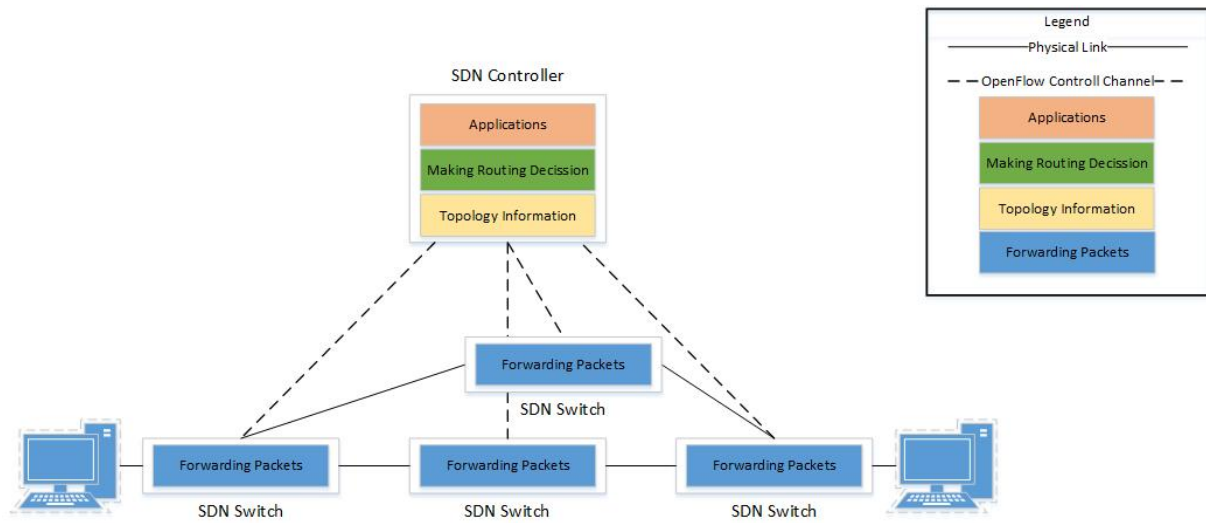 Legend
Physical Link
OpenFlow Controll Channel
Applications
Making Routing Decission
Topology Information
Forwarding Packets
SDN Controller
Applications
Making Routing Decission
Topology Information
Forwarding Packets
SDN Switch
Forwarding Packets
Forwarding Packets
Forwarding Packets
SDN Switch
SDN Switch
SDN Switch